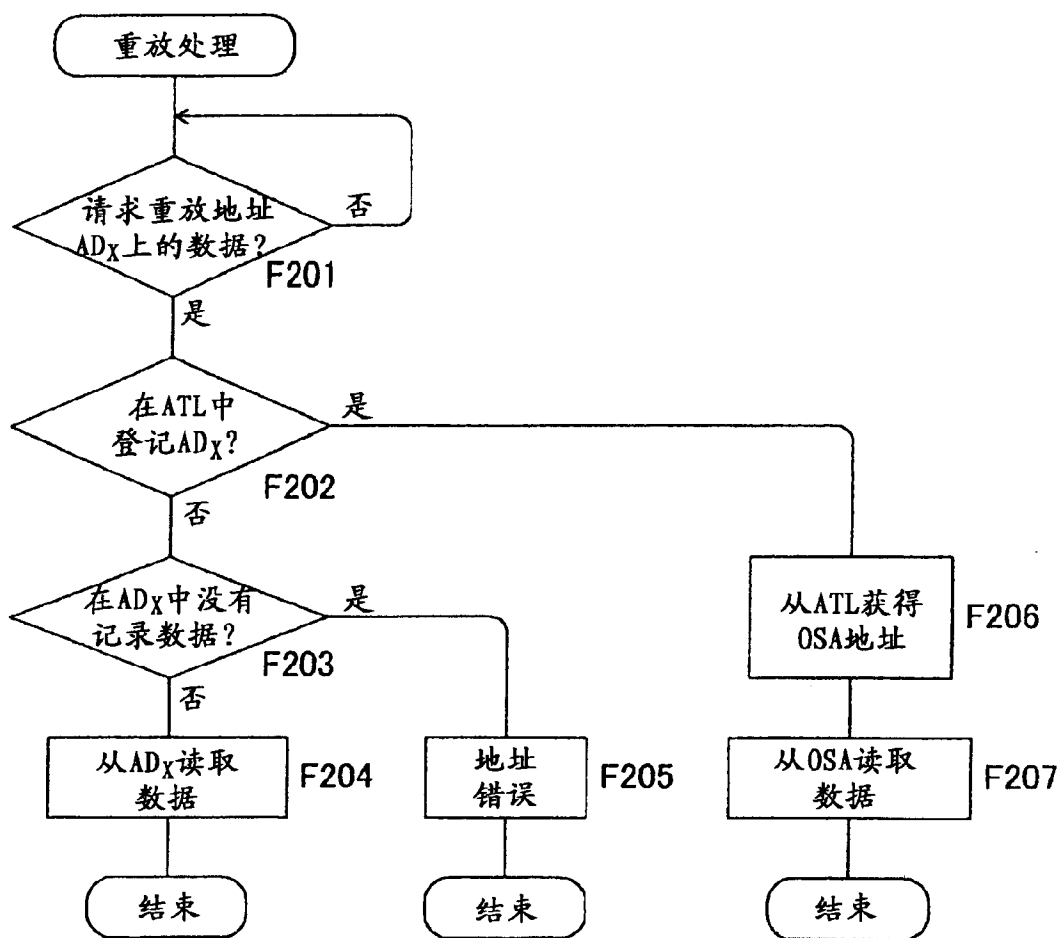 重放处理
请求重放地址
ADX上的数据?
否
F201
是
在ATL中
登记ADX?
是
F202
否
在ADX中没有
记录数据?
是
F203
否
从ATL获得
OSA地址
F206
从ADX读取
数据
F204
地址
错误
F205
从OSA读取
数据
F207
结束
结束
结束